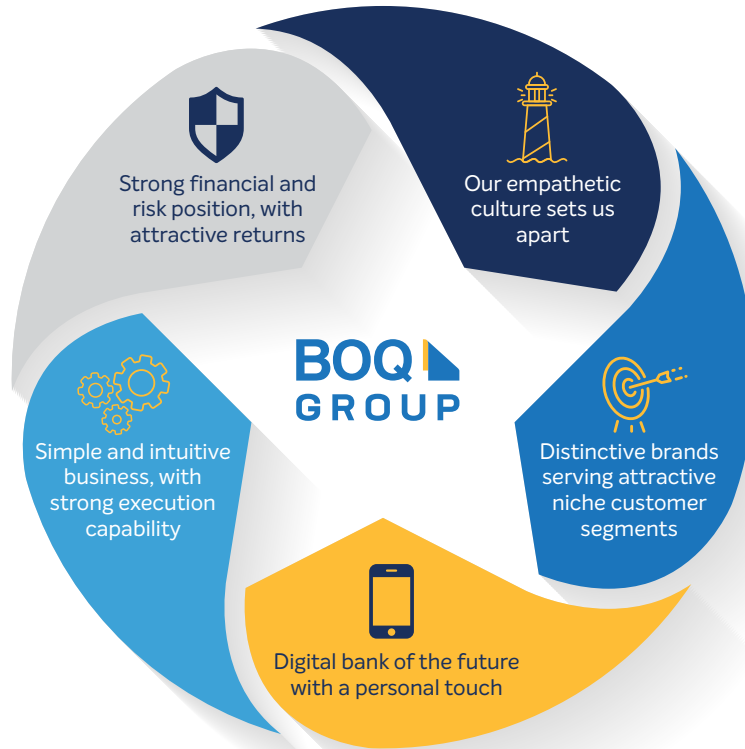 Strong financial and
risk position, with
attractive returns
Our empathetic
culture sets us
apart
BOQ
GROUP
Simple and intuitive
business, with
strong execution
capability
Distinctive brands
serving attractive
niche customer
segments
Digital bank of the future
with a personal touch